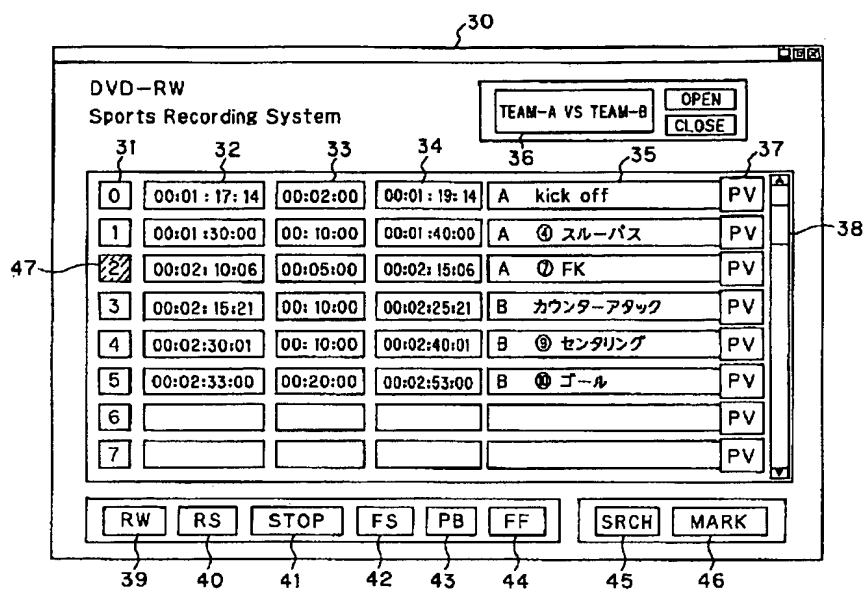 30
DVD-RW
Sports Recording System
TEAM-A VS TEAM-B OPEN
CLOSE
31 32 33 34 36 35 37
0 00:01:17:14 00:02:00 00:01:19:14 A kick off PV
1 00:01:30:00 00:10:00 00:01:40:00 A ④ スルーパス PV
38
47 2 00:02:10:06 00:05:00 00:02:15:06 A ⑦ FK PV
3 00:02:15:21 00:10:00 00:02:25:21 B カウンターアタック PV
4 00:02:30:01 00:10:00 00:02:40:01 B ⑨ センタリング PV
5 00:02:33:00 00:20:00 00:02:53:00 B ⑩ ゴール PV
6 PV
7 PV
RW RS STOP FS PB FF SRCH MARK
39 40 41 42 43 44 45 46